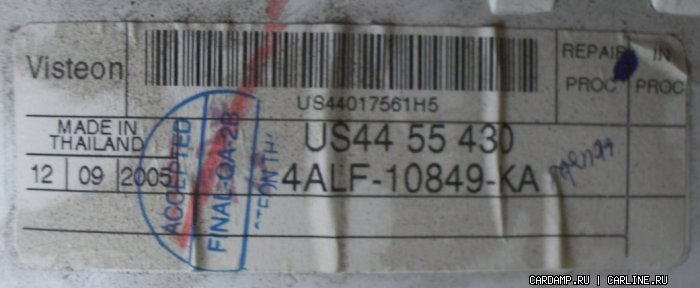 Visteon
US44017561H5
REPAIR IN
PROC PROC
MADE IN
THAILAND
12 09 2005
US44 55 430
4ALF-10849-KA
ACCEPTED
FINAL-QA-2B
CARDAMP.RU | CARLINE.RU